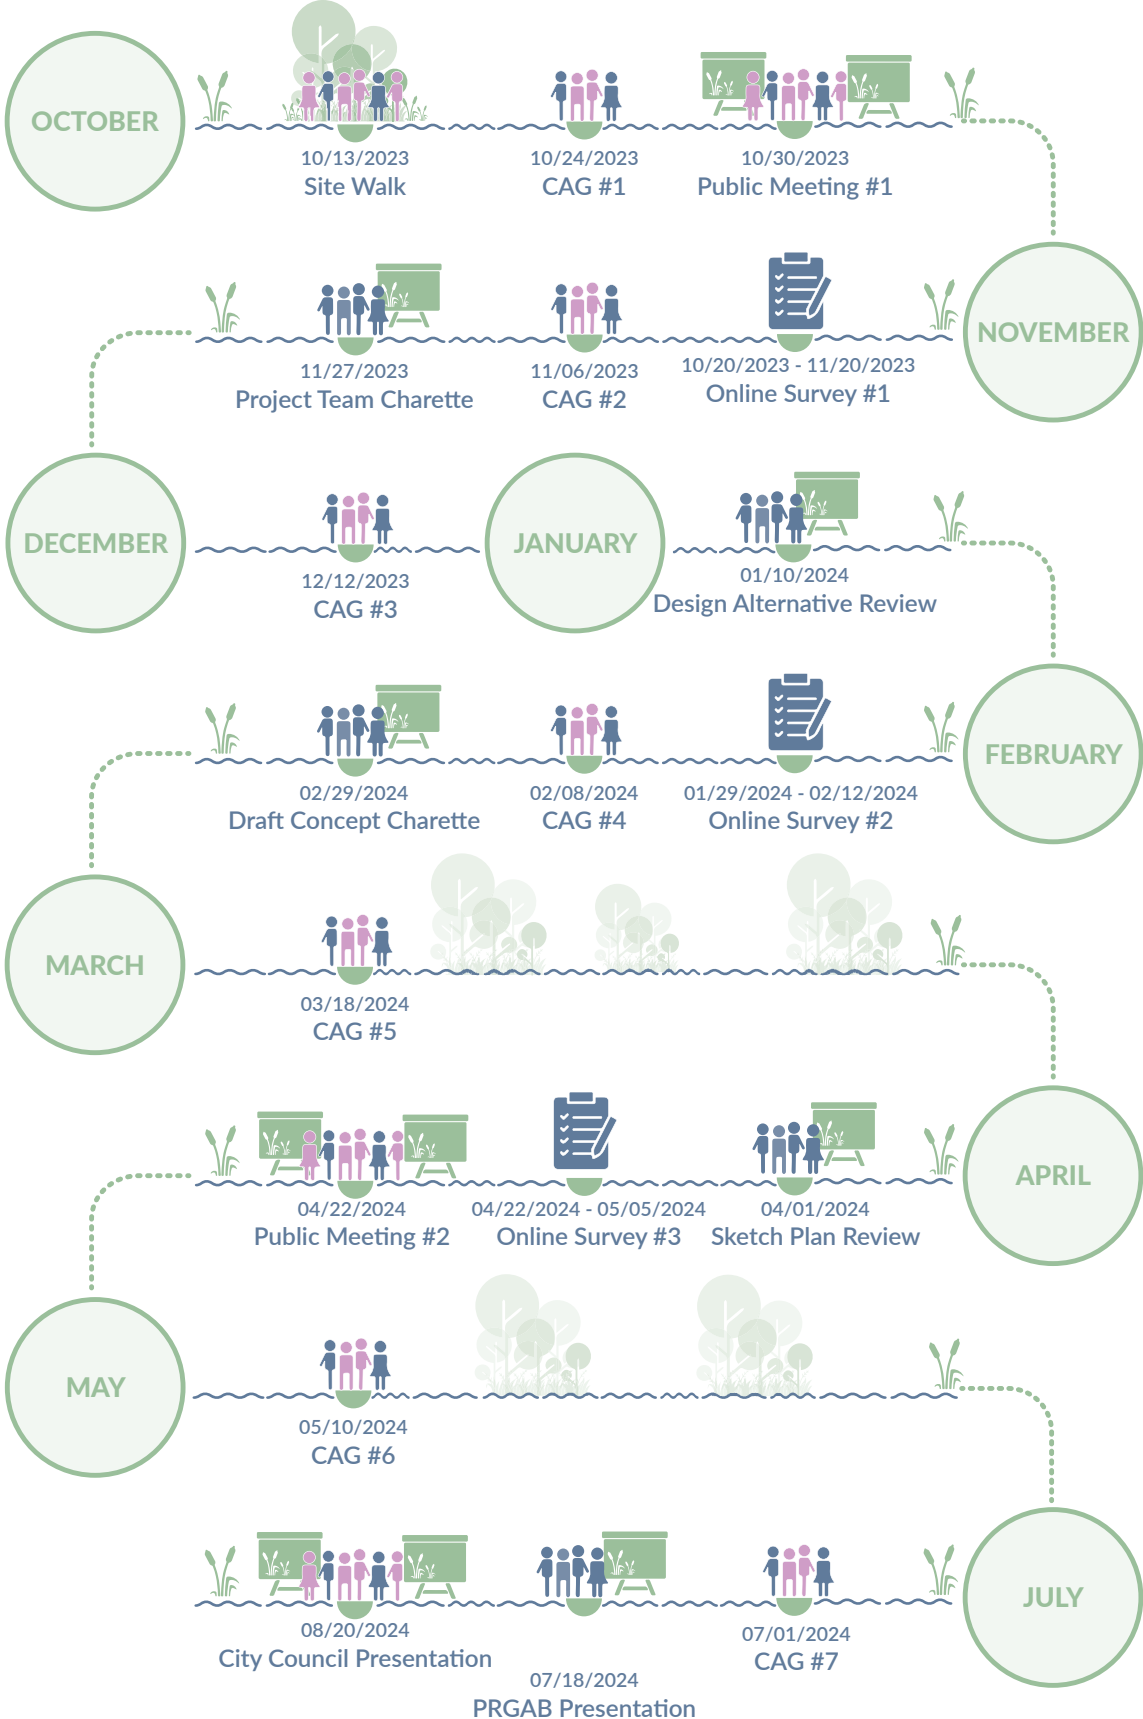 OCTOBER
10/13/2023
Site Walk
10/24/2023
CAG #1
10/30/2023
Public Meeting #1
NOVEMBER
10/20/2023 - 11/20/2023
Online Survey #1
11/06/2023
CAG #2
11/27/2023
Project Team Charette
DECEMBER
12/12/2023
CAG #3
JANUARY
01/10/2024
Design Alternative Review
FEBRUARY
01/29/2024 - 02/12/2024
Online Survey #2
02/08/2024
CAG #4
02/29/2024
Draft Concept Charette
MARCH
03/18/2024
CAG #5
APRIL
04/01/2024
Sketch Plan Review
04/22/2024 - 05/05/2024
Online Survey #3
04/22/2024
Public Meeting #2
MAY
05/10/2024
CAG #6
JULY
07/01/2024
CAG #7
07/18/2024
PRGAB Presentation
08/20/2024
City Council Presentation